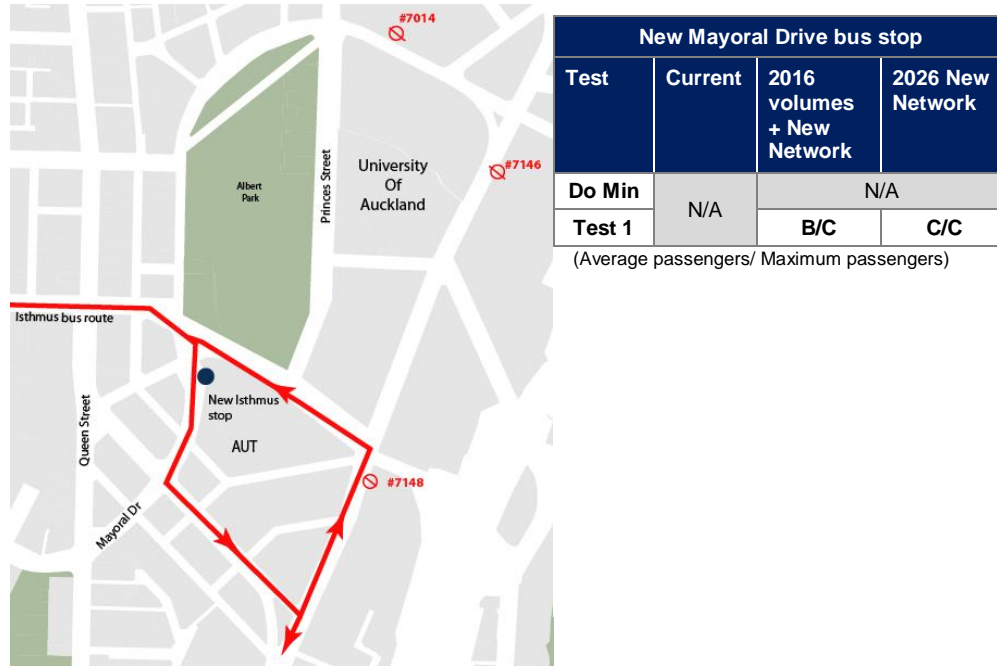 #7014
#7146
University
Of
Auckland
Princes Street
Albert
Park
Isthmus bus route
New Isthmus
stop
AUT
Queen Street
Mayoral Dr
#7148
New Mayoral Drive bus stop
Test
Current
2016
volumes
+ New
Network
2026 New
Network
Do Min
N/A
N/A
Test 1
B/C
C/C
(Average passengers/ Maximum passengers)